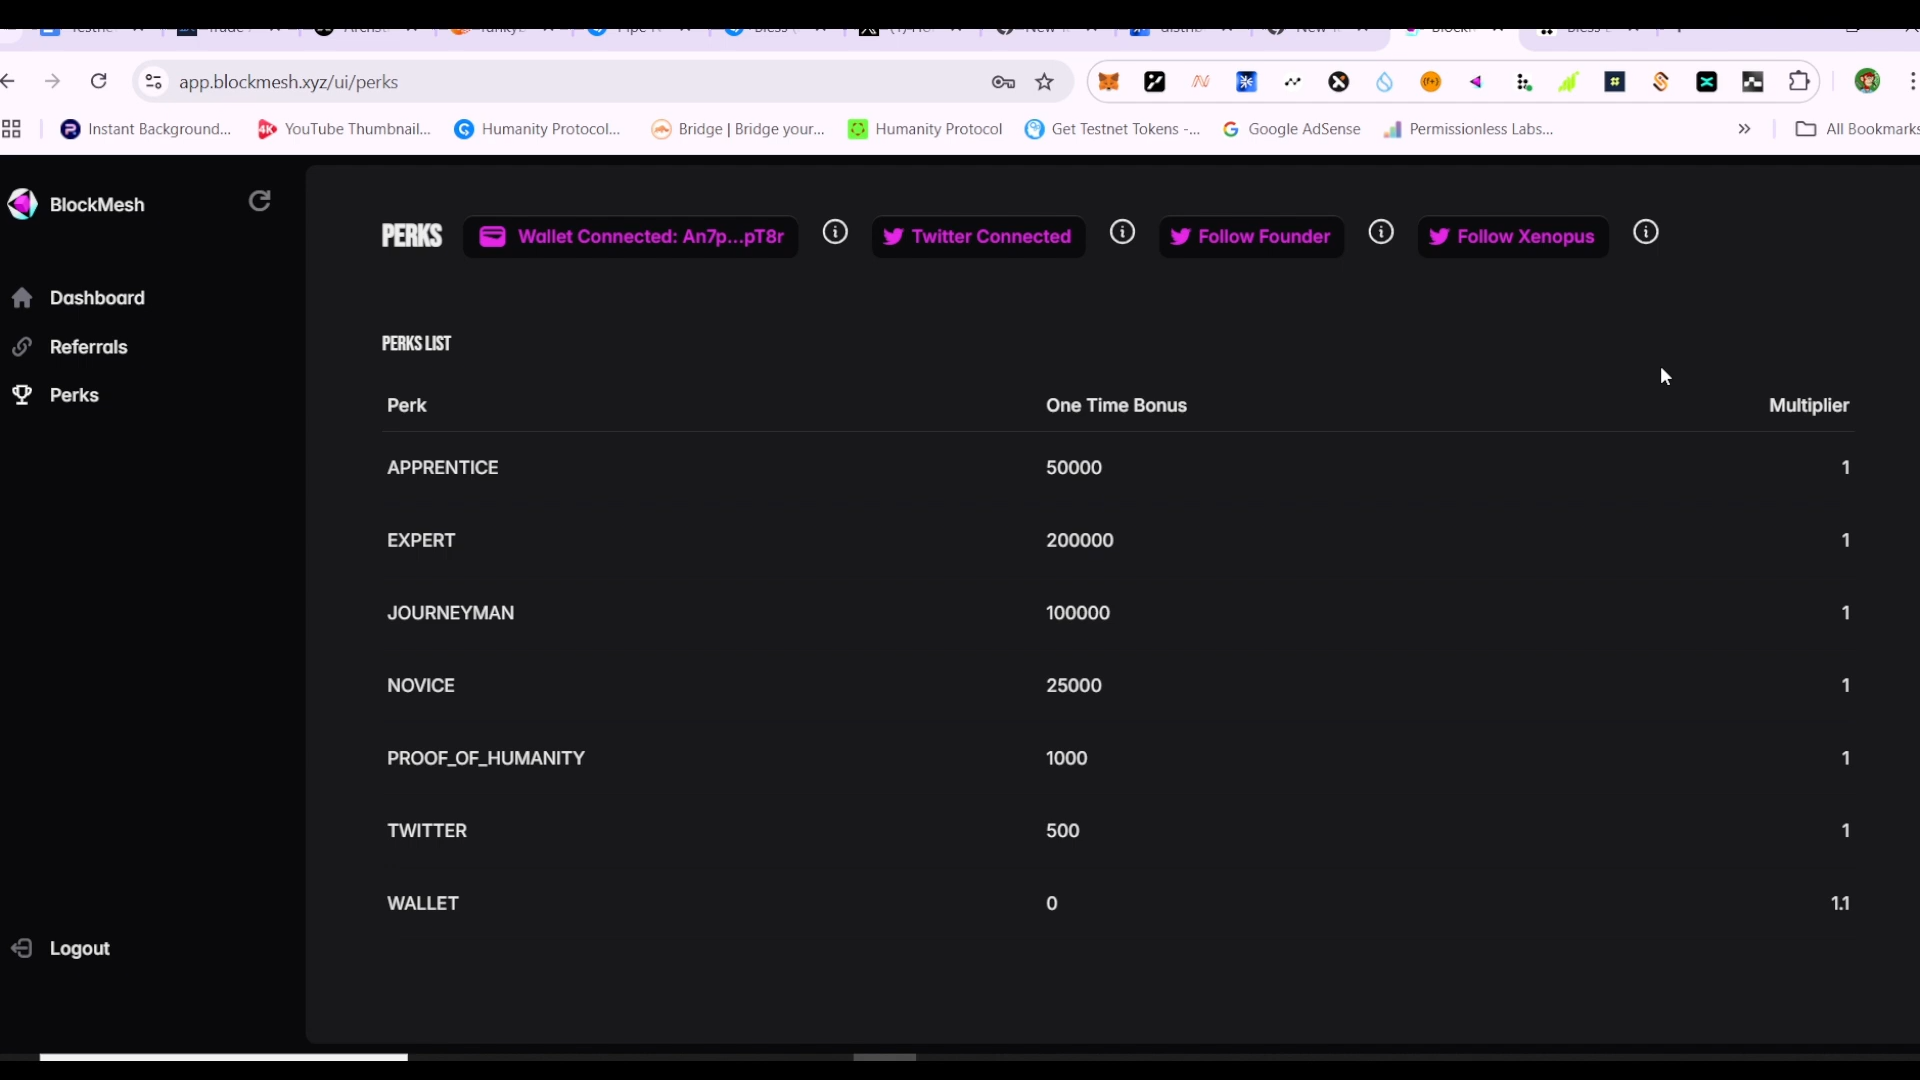 app.blockmesh.xyz/ui/perks
Instant Background...
YouTube Thumbnail...
Humanity Protocol...
Bridge | Bridge your...
Humanity Protocol
Get Testnet Tokens -...
Google AdSense
Permissionless Labs...
All Bookmarks
BlockMesh
Dashboard
Referrals
Perks
Logout
PERKS
Wallet Connected: An7p...pT8r
Twitter Connected
Follow Founder
Follow Xenopus
PERKS LIST
Perk One Time Bonus Multiplier
APPRENTICE 50000 1
EXPERT 200000 1
JOURNEYMAN 100000 1
NOVICE 25000 1
PROOF_OF_HUMANITY 1000 1
TWITTER 500 1
WALLET 0 1.1